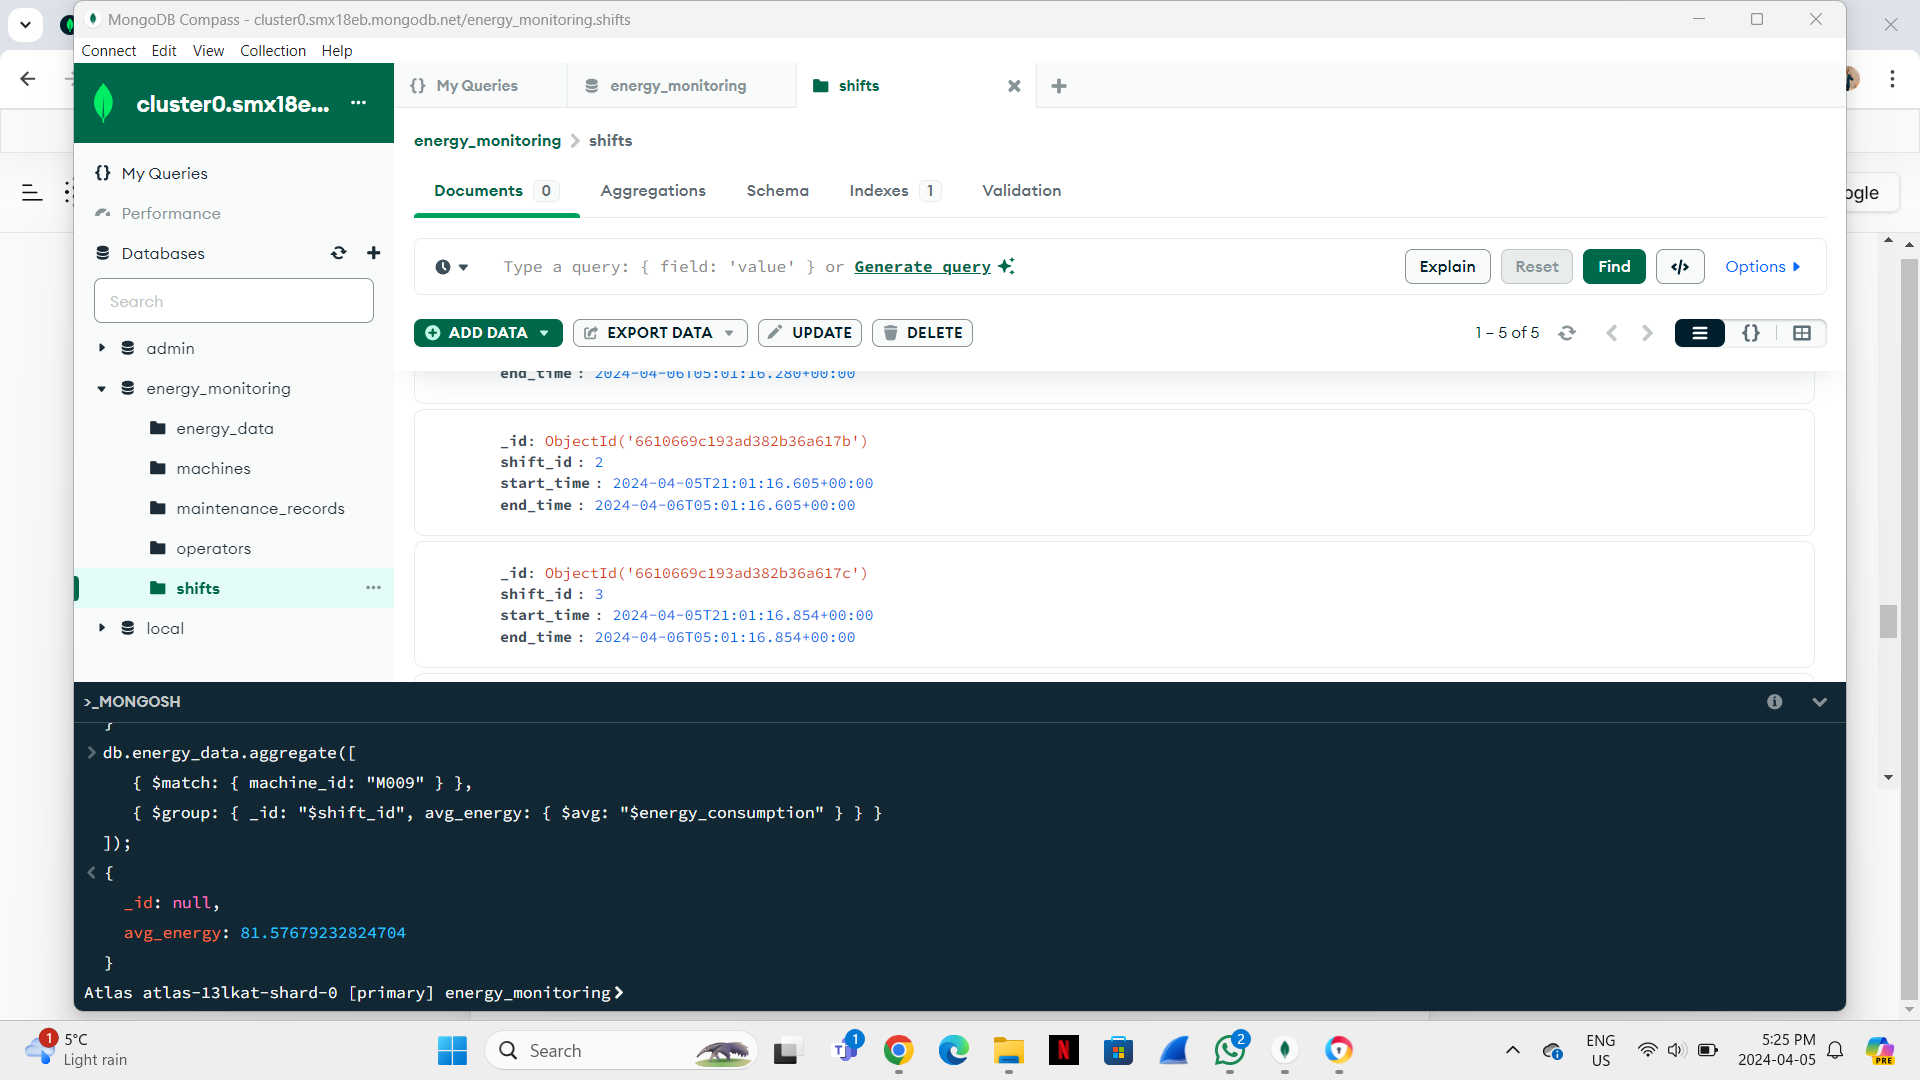 MongoDB Compass - cluster0.smx18eb.mongodb.net/energy_monitoring.shifts
Connect Edit View Collection Help
cluster0.smx18e... ...
{} My Queries
energy_monitoring
shifts
energy_monitoring > shifts
My Queries
Performance
Databases
Search
admin
energy_monitoring
energy_data
machines
maintenance_records
operators
shifts ...
local
Documents 0 Aggregations Schema Indexes 1 Validation
Type a query: { field: 'value' } or Generate query
Explain Reset Find </> Options
ADD DATA EXPORT DATA UPDATE DELETE
1 – 5 of 5
{}
end_time : 2024-04-06T05:01:16.280+00:00
_id: ObjectId('6610669c193ad382b36a617b')
shift_id : 2
start_time : 2024-04-05T21:01:16.605+00:00
end_time : 2024-04-06T05:01:16.605+00:00
_id: ObjectId('6610669c193ad382b36a617c')
shift_id : 3
start_time : 2024-04-05T21:01:16.854+00:00
end_time : 2024-04-06T05:01:16.854+00:00
>_MONGOSH
}
> db.energy_data.aggregate([
{ $match: { machine_id: "M009" } },
{ $group: { _id: "$shift_id", avg_energy: { $avg: "$energy_consumption" } } }
]);
< {
_id: null,
avg_energy: 81.57679232824704
}
Atlas atlas-13lkat-shard-0 [primary] energy_monitoring>
1
5°C
Light rain
Search
1
N
2
ENG
US
5:25 PM
2024-04-05
PRE